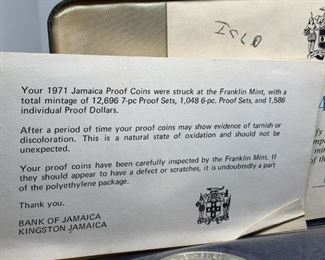 Your 1971 Jamaica Proof Coins were struck at the Franklin Mint, with a
total mintage of 12,696 7-pc Proof Sets, 1,048 6-pc. Proof Sets, and 1,586
individual Proof Dollars.
After a period of time your proof coins may show evidence of tarnish or
discoloration. This is a natural state of oxidation and should not be
unexpected.
Your proof coins have been carefully inspected by the Franklin Mint. If
they should appear to have a defect or scratches, it is undoubtedly a part
of the polyethylene package.
Thank you.
BANK OF JAMAICA
KINGSTON JAMAICA